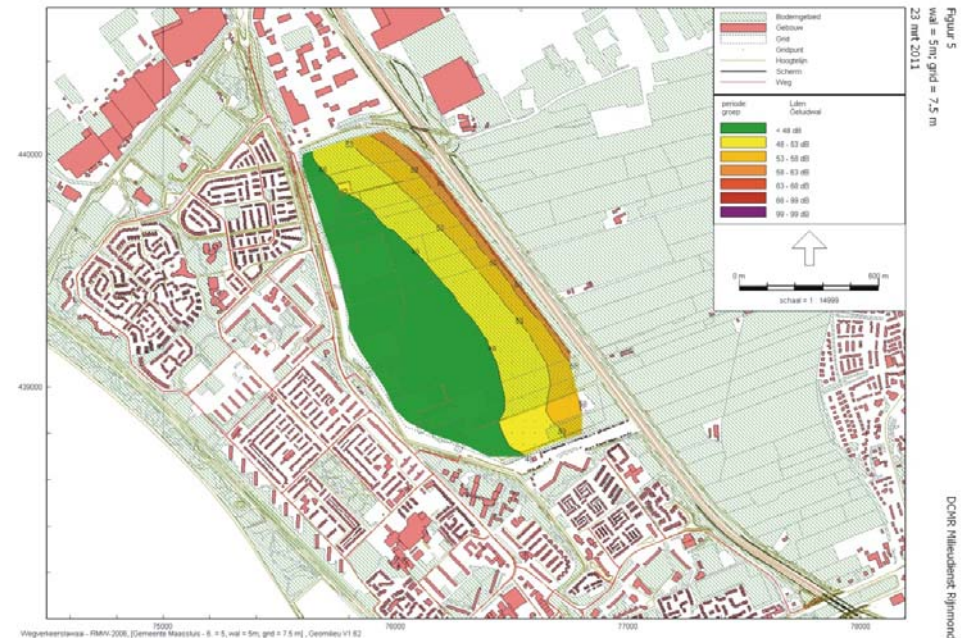 Figuur 5
wal = 5m; grid = 7,5 m
23 mrt 2011
Bodemgebied
Gebouw
Grid
Gridpunt
Hoogtelijn
Scherm
Weg
periode Lden
groep Geluidwal
< 48 dB
48 - 53 dB
53 - 58 dB
58 - 63 dB
63 - 68 dB
68 - 99 dB
99 - 99 dB
0 m 600 m
schaal = 1 : 14999
440000
439000
75000 76000 77000 78000
Wegverkeerslawaai - RMW-2006, [Gemeente Maassluis - 6. = 6, wal = 5m, grid = 7.5 m] , Geomilieu V1.62
DCMR Milieudienst Rijnmond